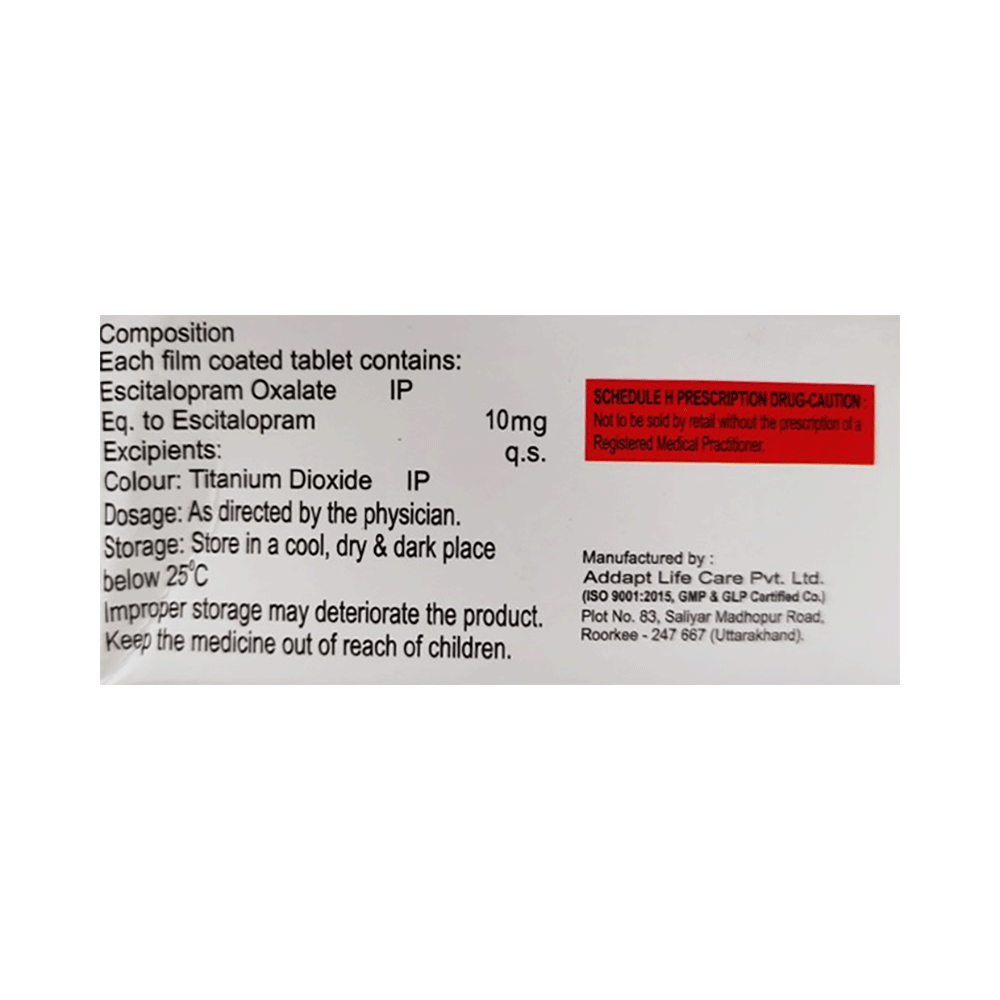 Composition
Each film coated tablet contains:
Escitalopram Oxalate IP
Eq. to Escitalopram 10mg
Excipients: q.s.
Colour: Titanium Dioxide IP
Dosage: As directed by the physician.
Storage: Store in a cool, dry & dark place
below 25°C
Improper storage may deteriorate the product.
Keep the medicine out of reach of children.
SCHEDULE H PRESCRIPTION DRUG-CAUTION :
Not to be sold by retail without the prescription of a
Registered Medical Practitioner.
Manufactured by :
Addapt Life Care Pvt. Ltd.
(ISO 9001:2015, GMP & GLP Cartified Co.)
Plot No. 83, Saliyar Madhopur Road,
Roorkee - 247 667 (Uttarakhand).